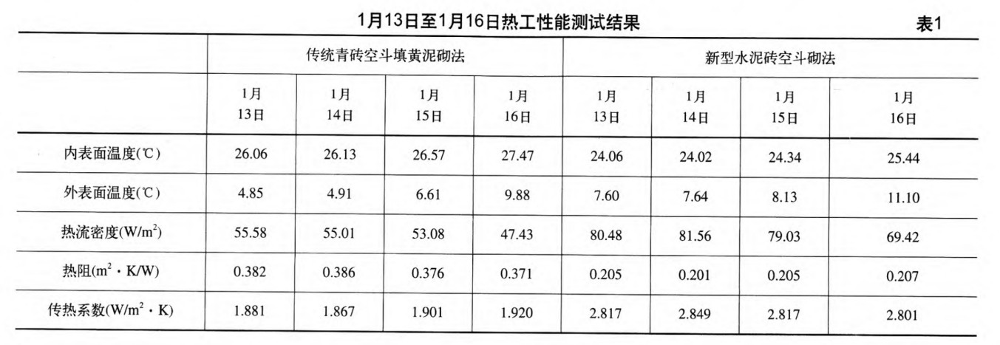 1月13日至1月16日热工性能测试结果 表1
传统青砖空斗填黄泥砌法 新型水泥砖空斗砌法
1月 1月 1月 1月 1月 1月 1月 1月
13日 14日 15日 16日 13日 14日 15日 16日
内表面温度(℃) 26.06 26.13 26.57 27.47 24.06 24.02 24.34 25.44
外表面温度(℃) 4.85 4.91 6.61 9.88 7.60 7.64 8.13 11.10
热流密度(W/m²) 55.58 55.01 53.08 47.43 80.48 81.56 79.03 69.42
热阻(m²·K/W) 0.382 0.386 0.376 0.371 0.205 0.201 0.205 0.207
传热系数(W/m²·K) 1.881 1.867 1.901 1.920 2.817 2.849 2.817 2.801